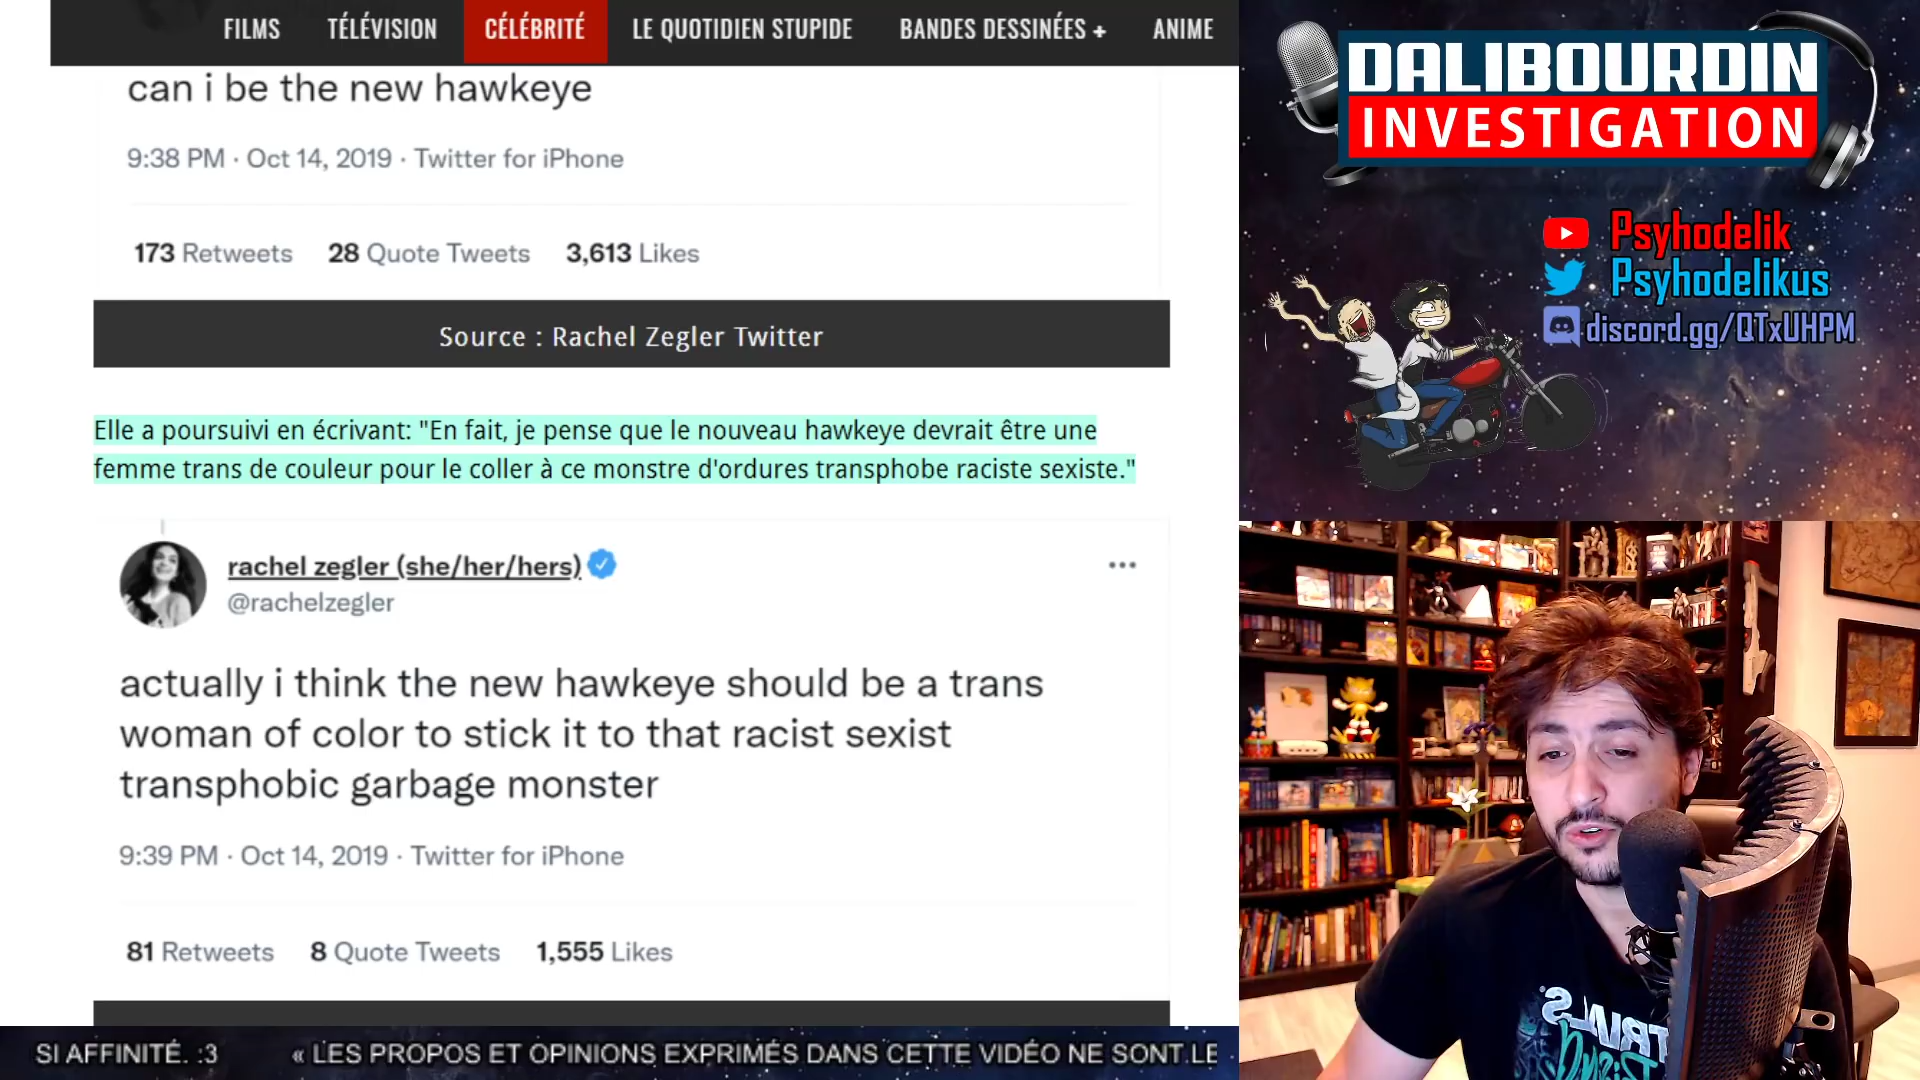 FILMS TÉLÉVISION CÉLÉBRITÉ LE QUOTIDIEN STUPIDE BANDES DESSINÉES + ANIME
can i be the new hawkeye
9:38 PM · Oct 14, 2019 · Twitter for iPhone
173 Retweets 28 Quote Tweets 3,613 Likes
Source : Rachel Zegler Twitter
Elle a poursuivi en écrivant: "En fait, je pense que le nouveau hawkeye devrait être une
femme trans de couleur pour le coller à ce monstre d'ordures transphobe raciste sexiste."
rachel zegler (she/her/hers)
@rachelzegler
actually i think the new hawkeye should be a trans
woman of color to stick it to that racist sexist
transphobic garbage monster
9:39 PM · Oct 14, 2019 · Twitter for iPhone
81 Retweets 8 Quote Tweets 1,555 Likes
SI AFFINITÉ. :3 « LES PROPOS ET OPINIONS EXPRIMÉS DANS CETTE VIDÉO NE SONT LE
DALIBOURDIN
INVESTIGATION
Psyhodelik
Psyhodelikus
discord.gg/QTxUHPM
TRIALS